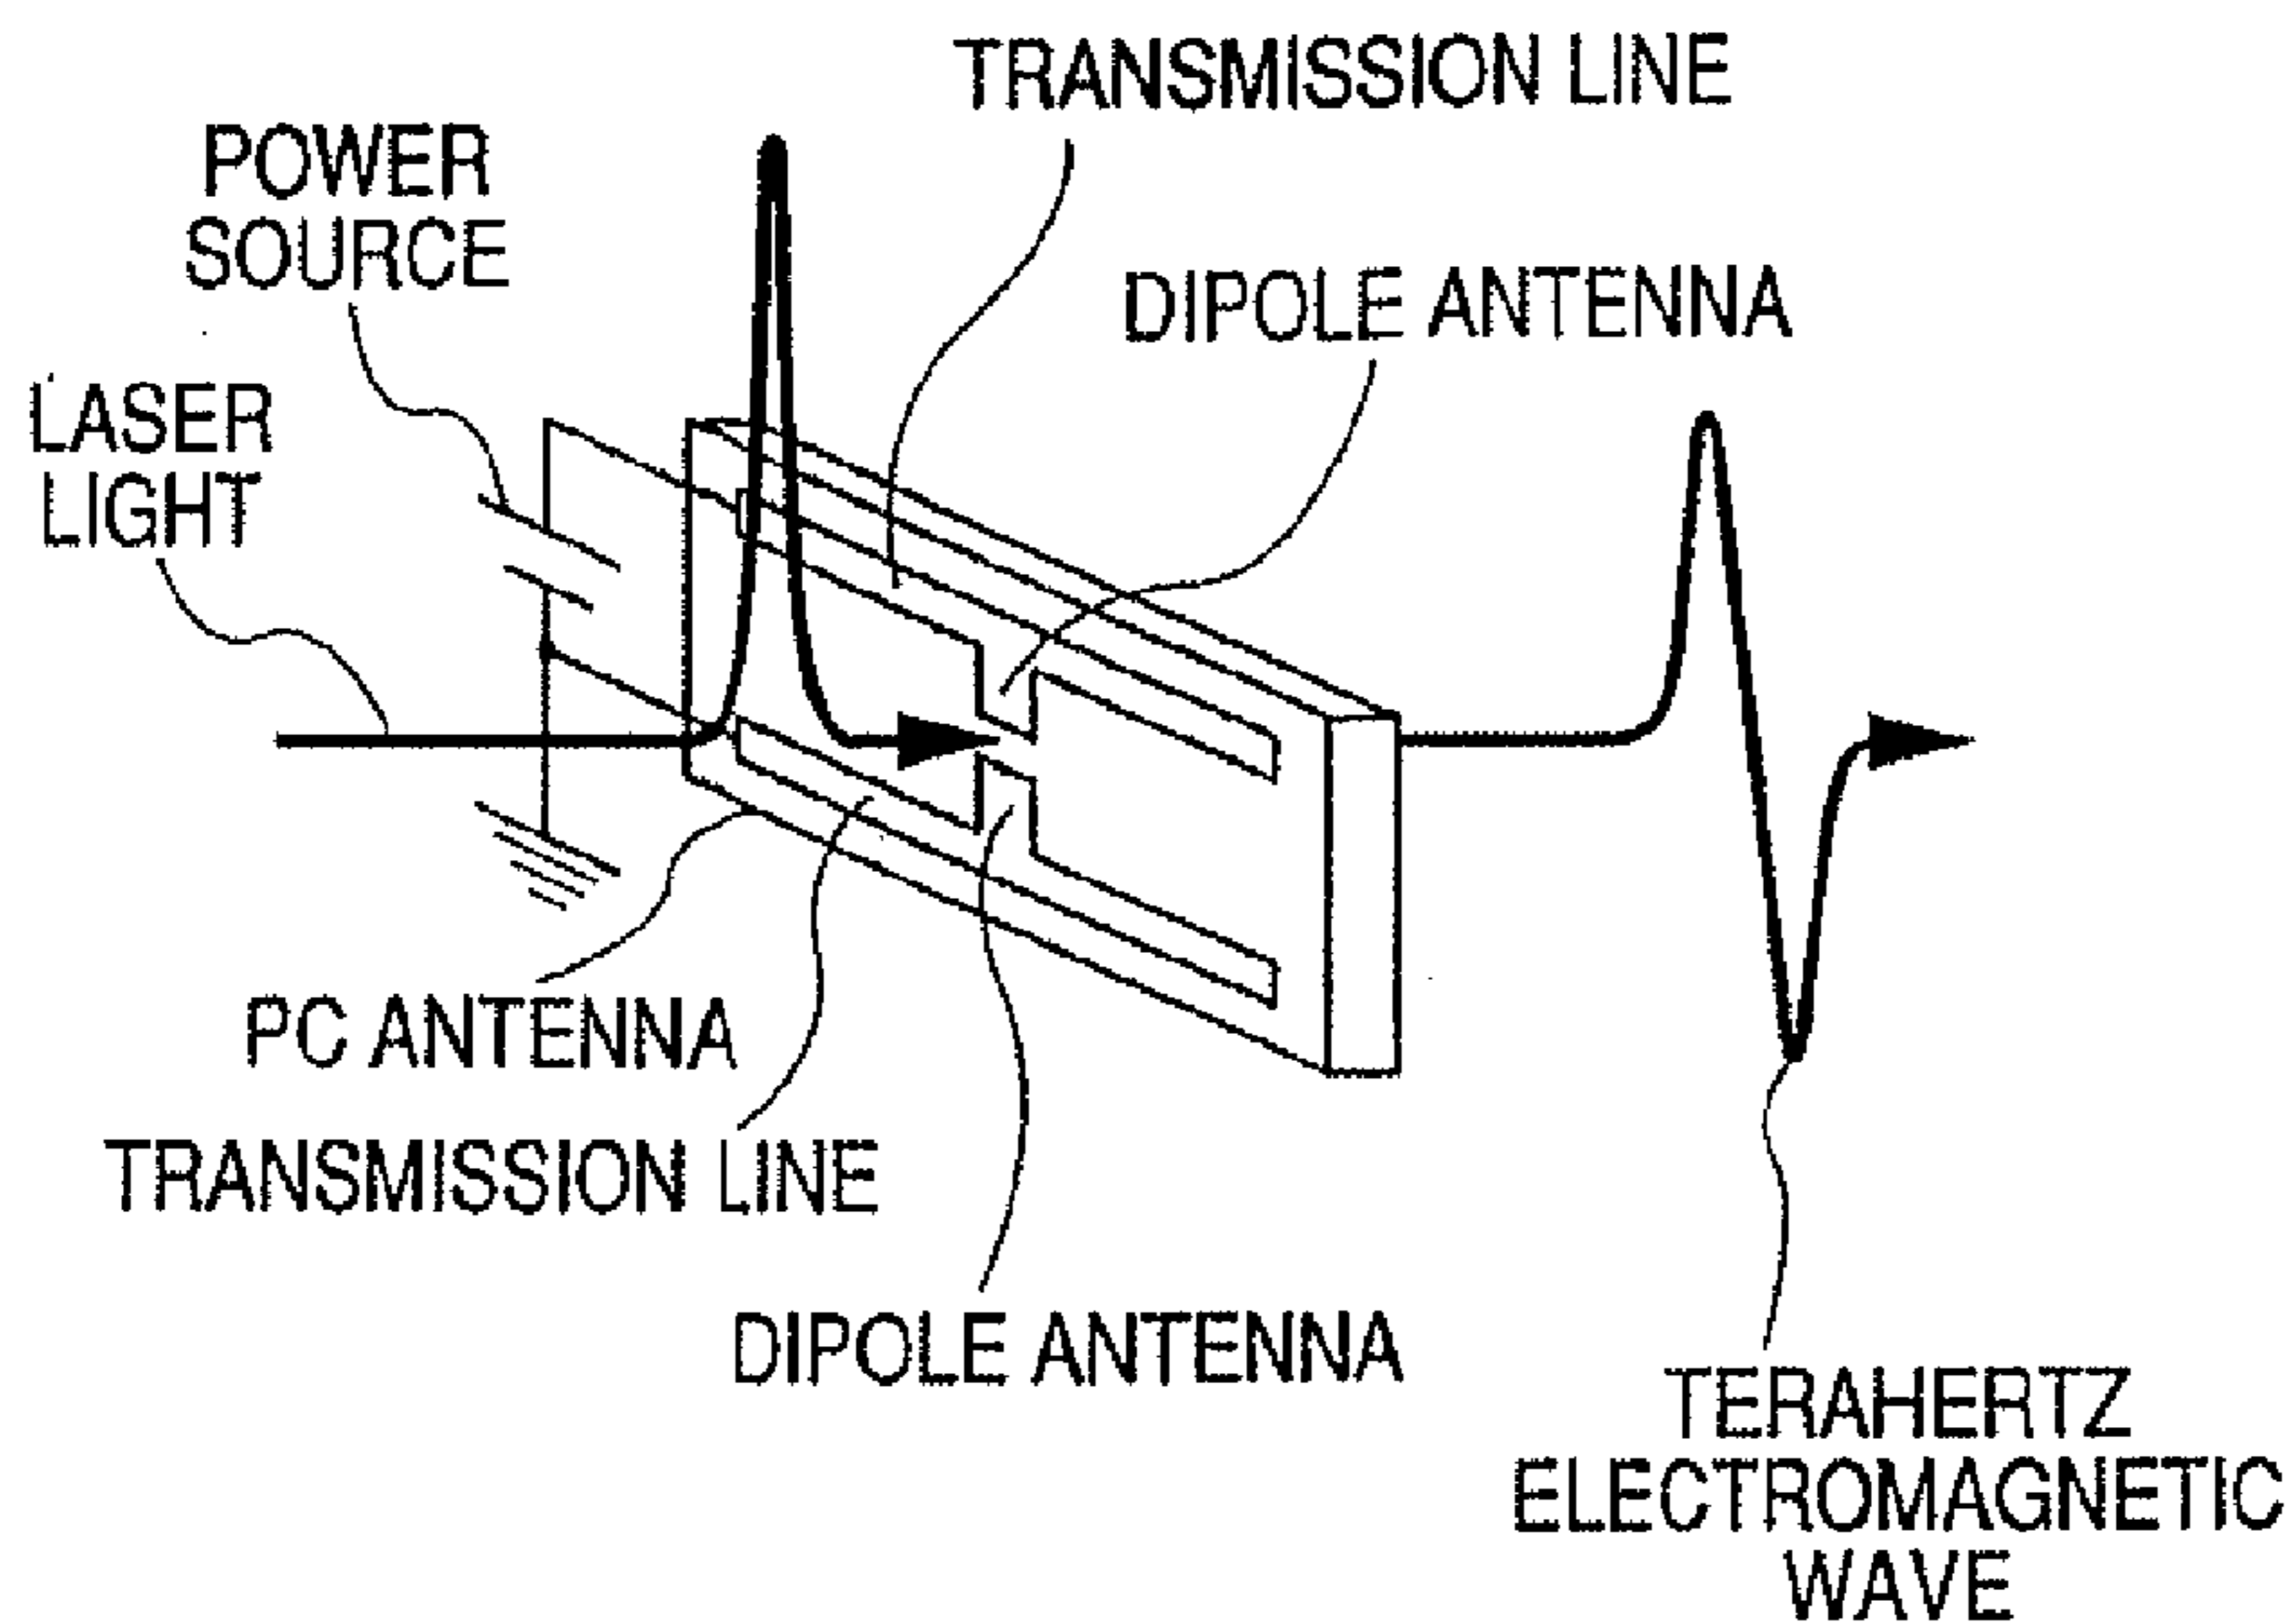 TRANSMISSION LINE
POWER
SOURCE
DIPOLE ANTENNA
LASER
LIGHT
PC ANTENNA
TRANSMISSION LINE
DIPOLE ANTENNA
TERAHERTZ
ELECTROMAGNETIC
WAVE